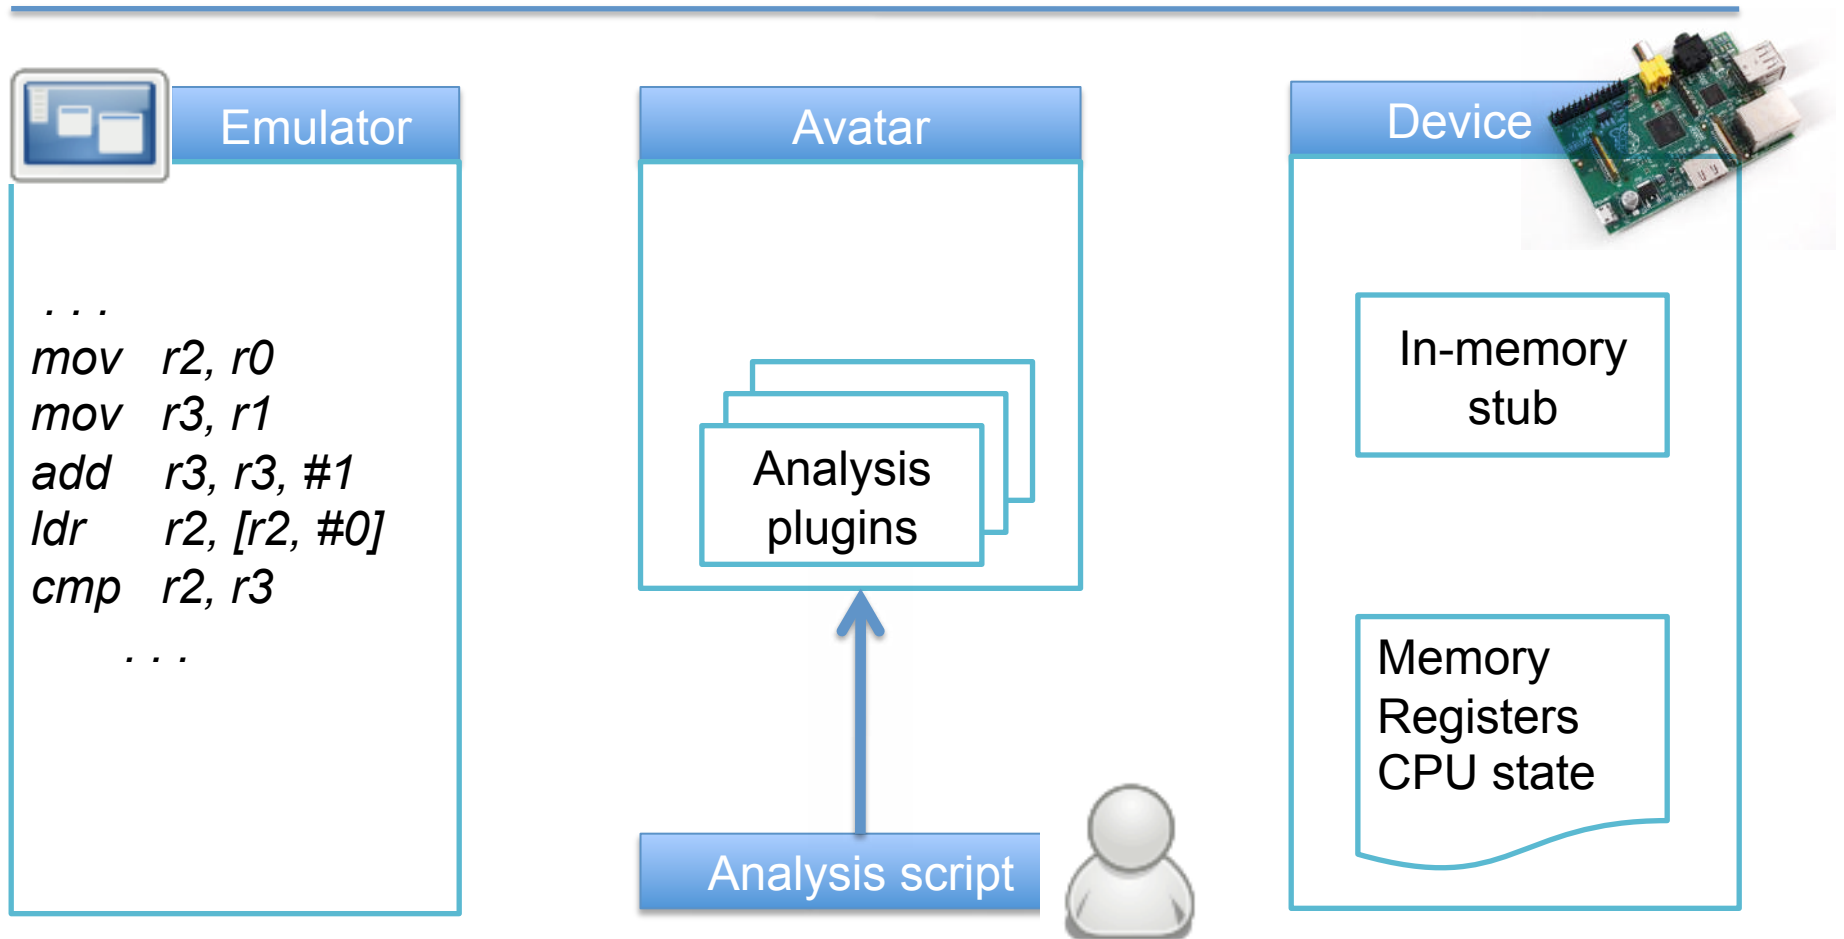 Emulator
. . .
mov r2, r0
mov r3, r1
add r3, r3, #1
ldr r2, [r2, #0]
cmp r2, r3
. . .
Avatar
Analysis
plugins
Analysis script
Device
In-memory
stub
Memory
Registers
CPU state